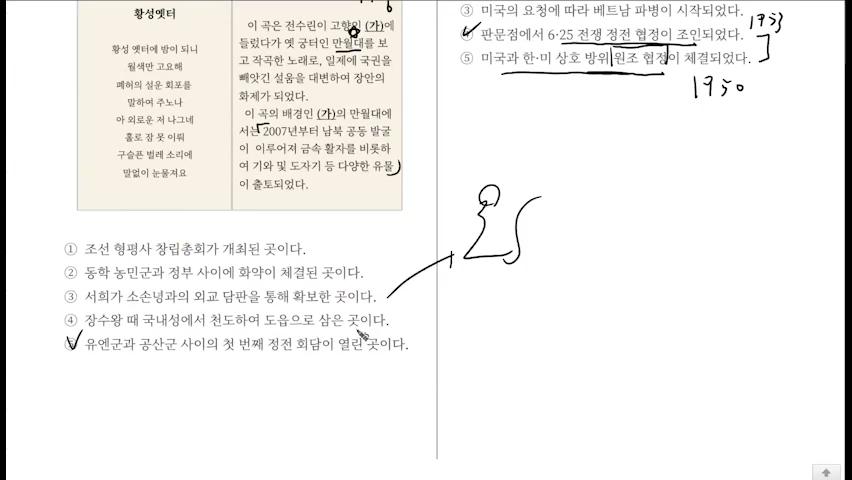 황성옛터
황성 옛터에 밤이 되니
월색만 고요해
폐허의 설운 회포를
말하여 주노나
아 외로운 저 나그네
홀로 잠 못 이뤄
구슬픈 벌레 소리에
말없이 눈물져요
이 곡은 전수린이 고향인 (가)에
들렀다가 옛 궁터인 만월대를 보
고 작곡한 노래로, 일제에 국권을
빼앗긴 설움을 대변하여 장안의
화제가 되었다.
이 곡의 배경인 (가)의 만월대에
서는 2007년부터 남북 공동 발굴
이 이루어져 금속 활자를 비롯하
여 기와 및 도자기 등 다양한 유물
이 출토되었다.
① 조선 형평사 창립총회가 개최된 곳이다.
② 동학 농민군과 정부 사이에 화약이 체결된 곳이다.
③ 서희가 소손녕과의 외교 담판을 통해 확보한 곳이다.
④ 장수왕 때 국내성에서 천도하여 도읍으로 삼은 곳이다.
⑤ 유엔군과 공산군 사이의 첫 번째 정전 회담이 열린 곳이다.
③ 미국의 요청에 따라 베트남 파병이 시작되었다.
④ 판문점에서 6·25 전쟁 정전 협정이 조인되었다.
1953
⑤ 미국과 한·미 상호 방위 원조 협정이 체결되었다.
1950